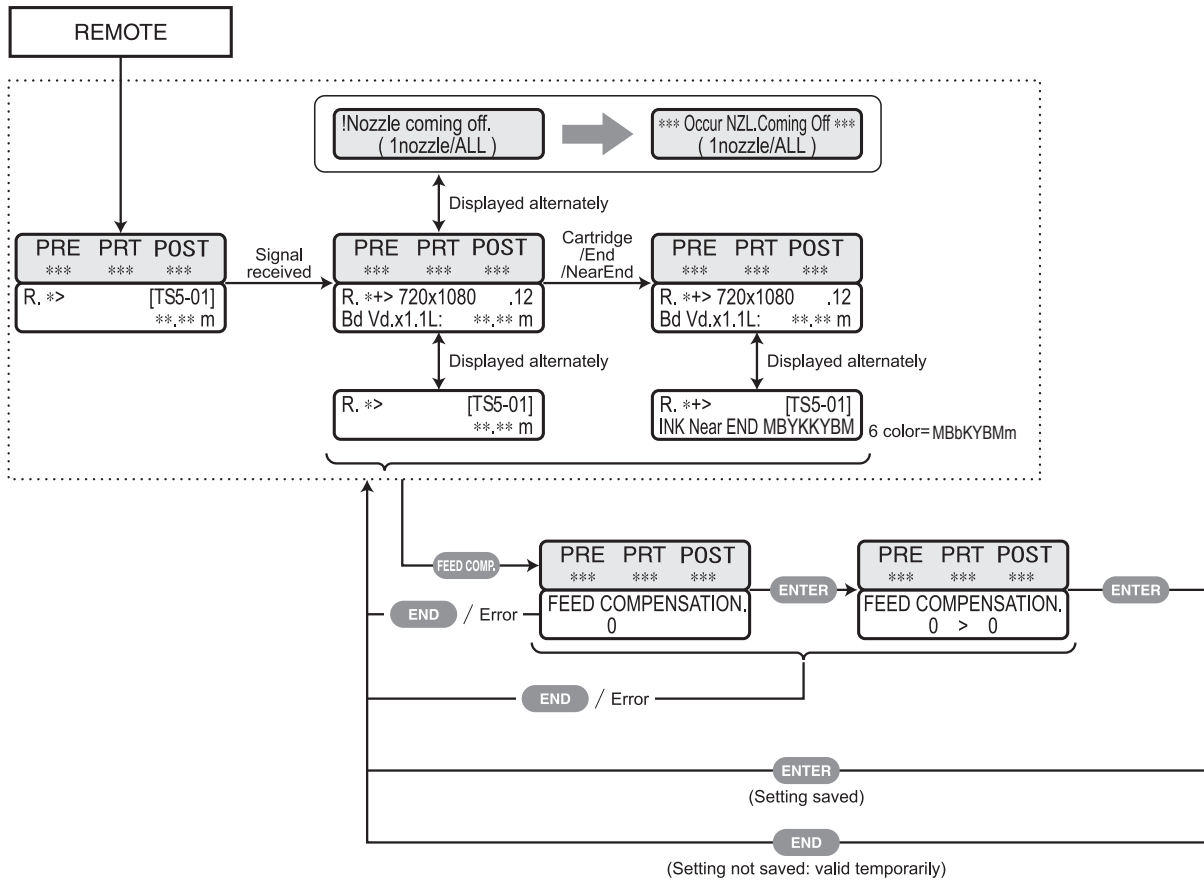 REMOTE
!Nozzle coming off.
( 1nozzle/ALL )
*** Occur NZL.Coming Off ***
( 1nozzle/ALL )
Displayed alternately
PRE PRT POST
*** *** ***
R. *> [TS5-01]
**.** m
Signal
received
PRE PRT POST
*** *** ***
R. *+> 720x1080 .12
Bd Vd.x1.1L: **.** m
Cartridge
/End
/NearEnd
PRE PRT POST
*** *** ***
R. *+> 720x1080 .12
Bd Vd.x1.1L: **.** m
Displayed alternately
Displayed alternately
R. *> [TS5-01]
**.** m
R. *+> [TS5-01]
INK Near END MBYKKYBM
6 color=MBbKYBMm
FEED COMP.
PRE PRT POST
*** *** ***
FEED COMPENSATION.
0
ENTER
PRE PRT POST
*** *** ***
FEED COMPENSATION.
0 > 0
ENTER
END / Error
END / Error
ENTER
(Setting saved)
END
(Setting not saved: valid temporarily)